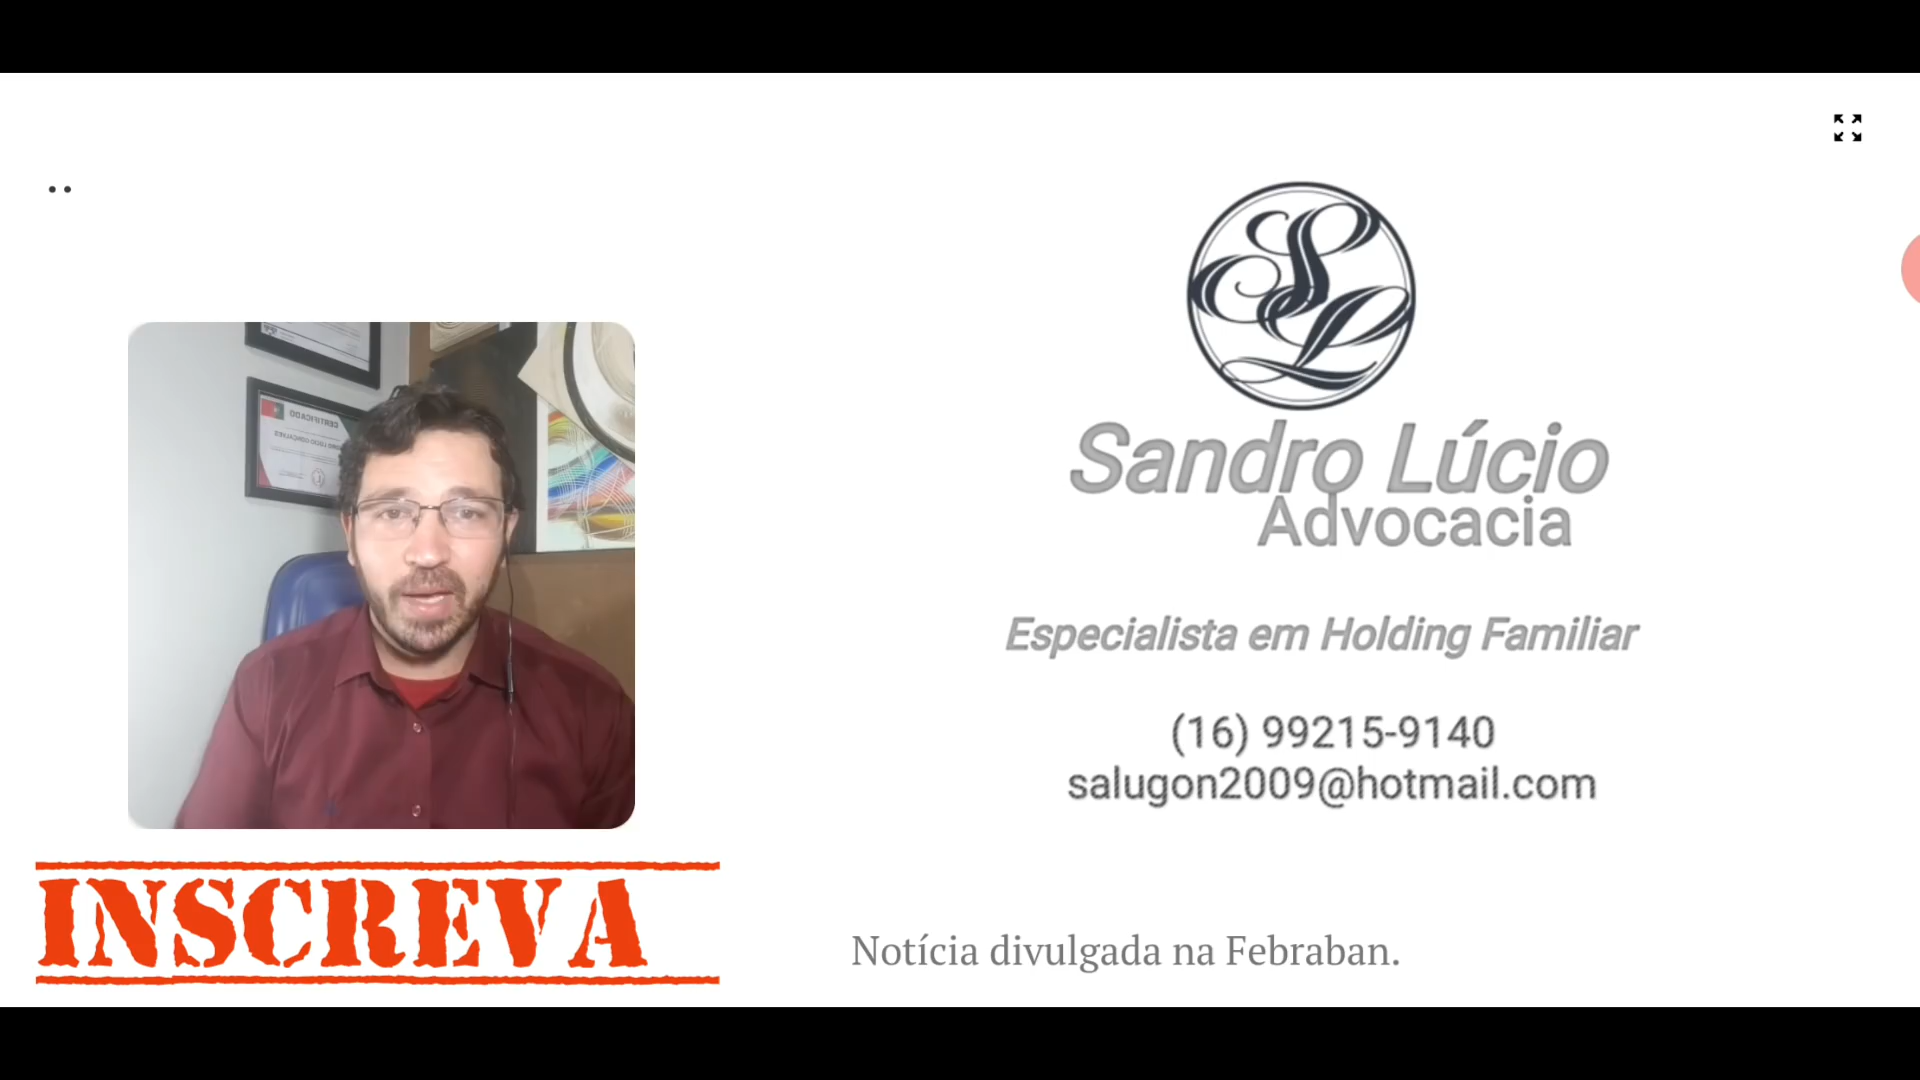 SL
Sandro Lúcio
Advocacia
Especialista em Holding Familiar
(16) 99215-9140
salugon2009@hotmail.com
CERTIFICADO
INSCREVA
Notícia divulgada na Febraban.